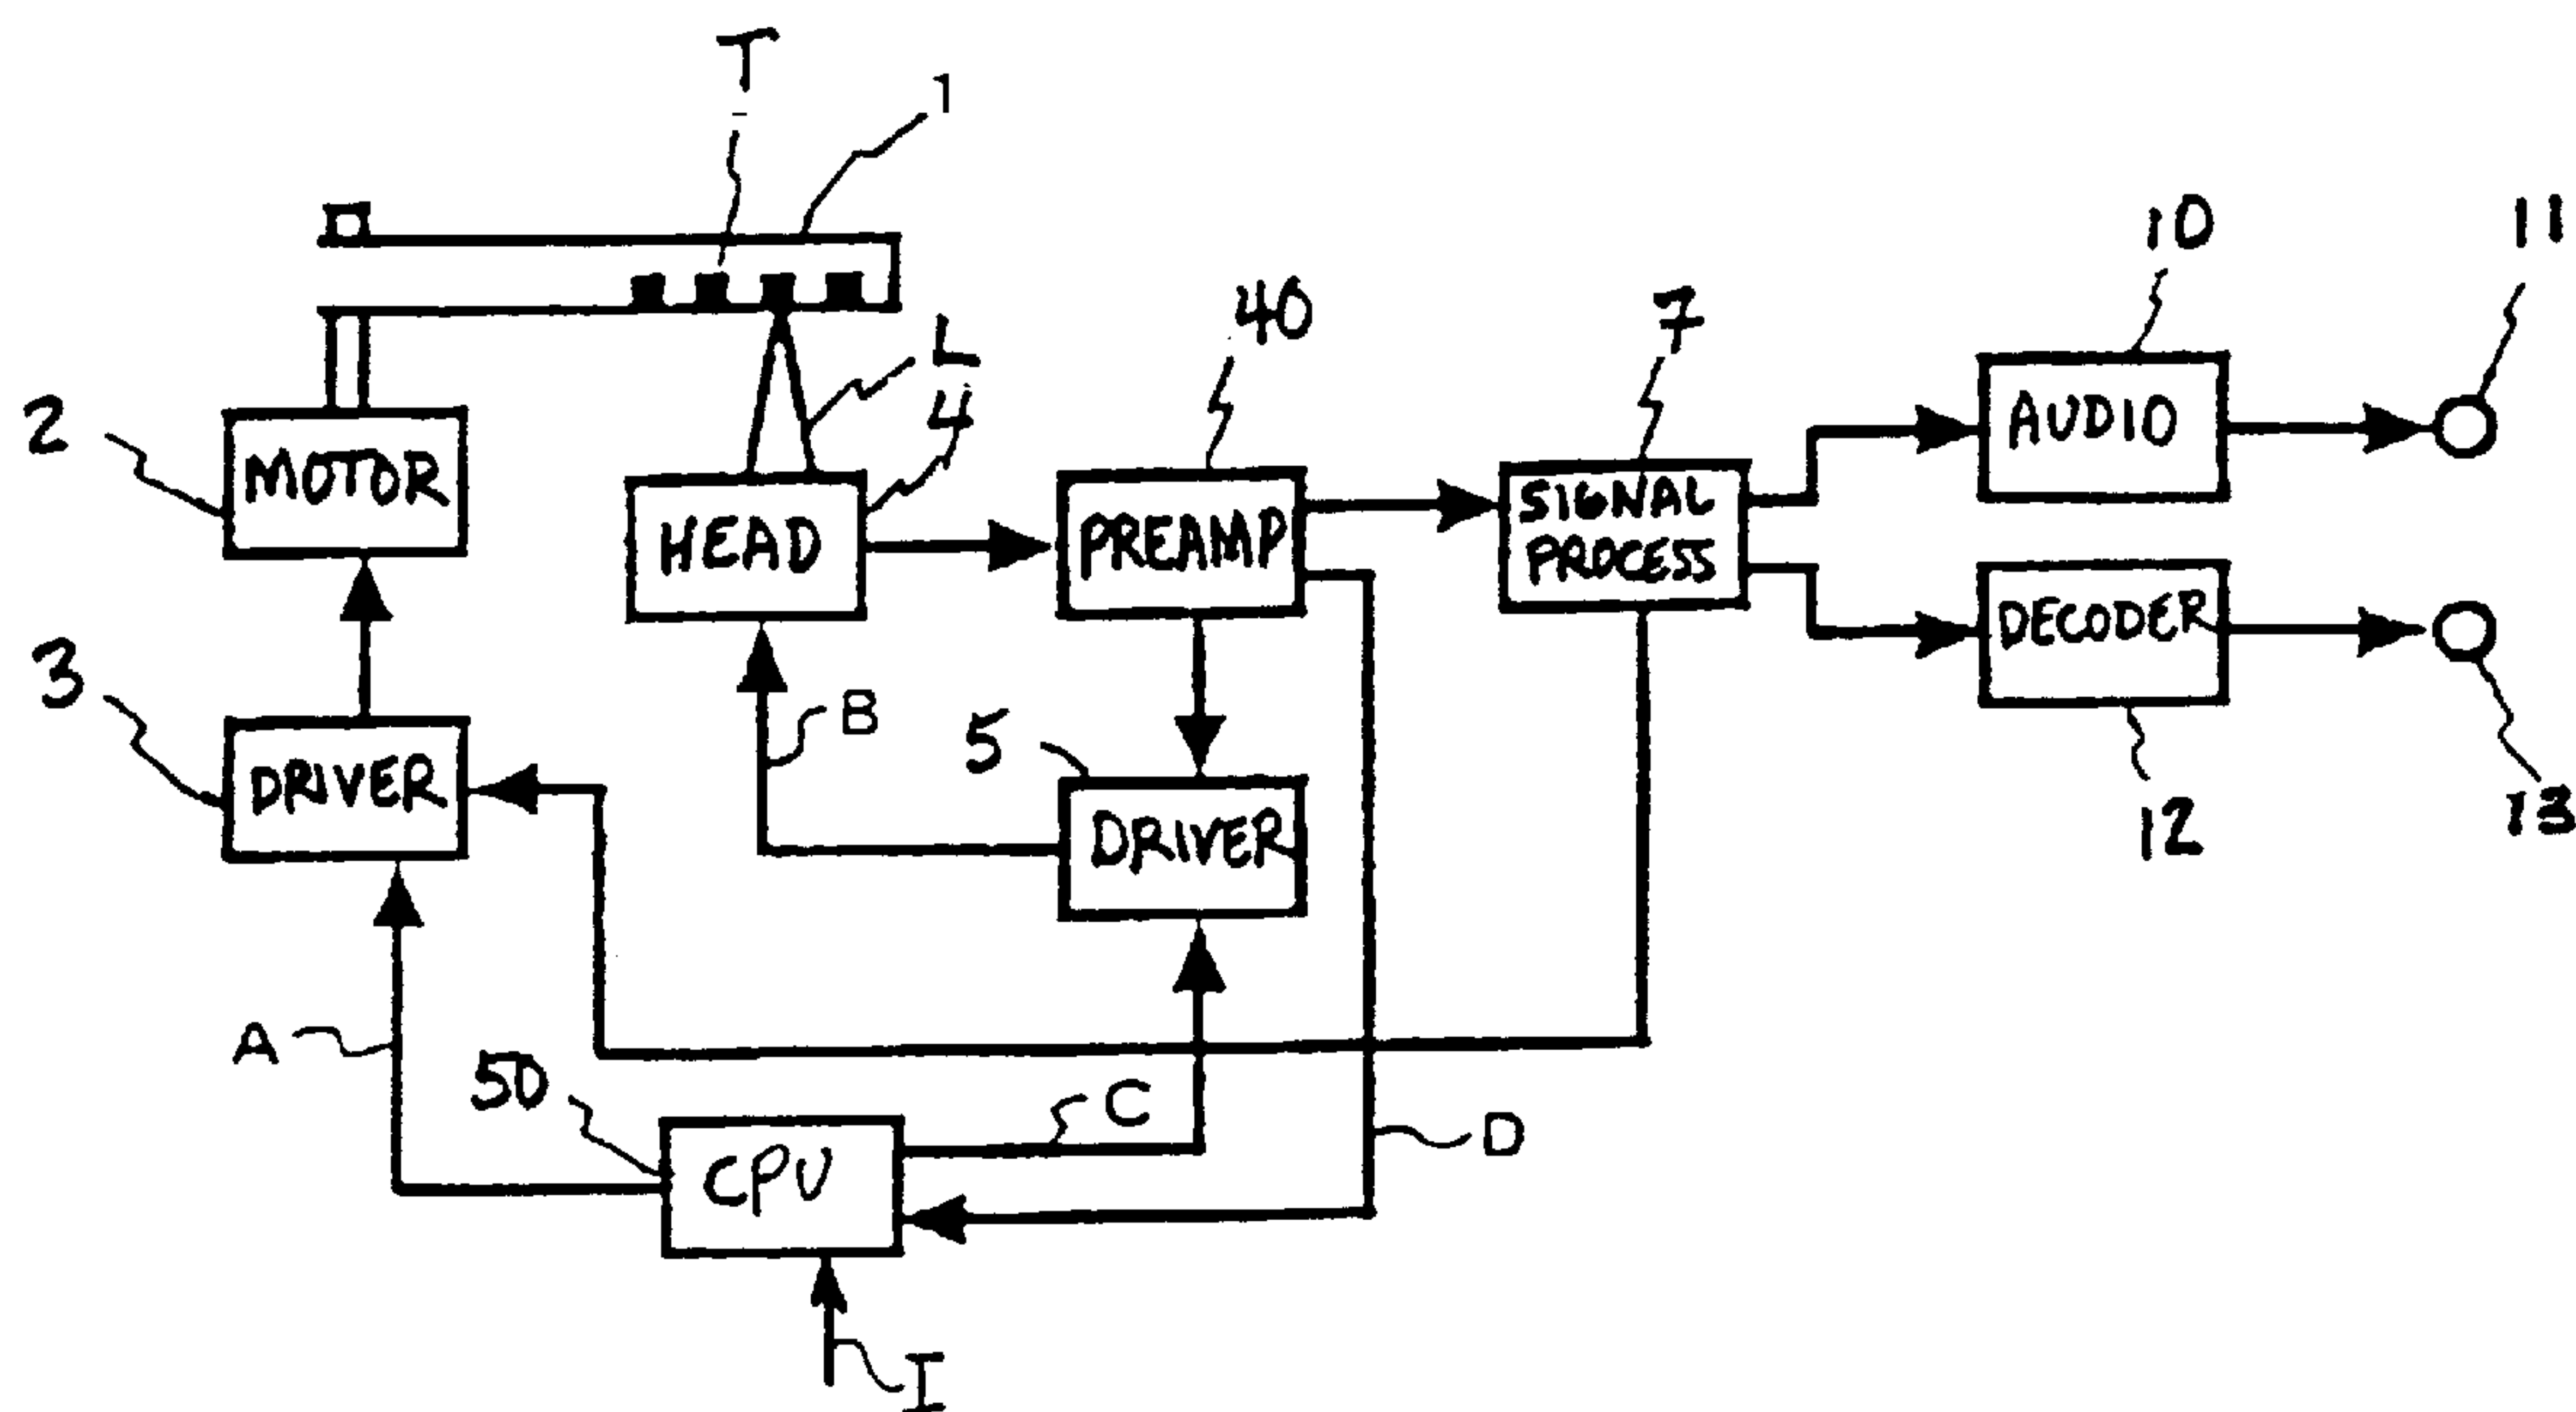 T
1
10
11
40
7
L
2
4
AUDIO
MOTOR
HEAD
PREAMP
SIGNAL
PROCESS
DECODER
3
B
5
DRIVER
DRIVER
12
13
A
50
C
D
CPU
I